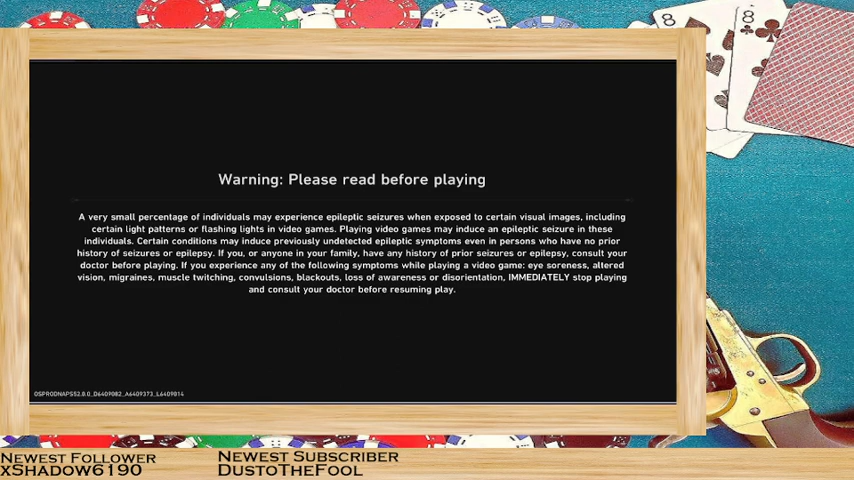 8
8
Warning: Please read before playing
A very small percentage of individuals may experience epileptic seizures when exposed to certain visual images, including
certain light patterns or flashing lights in video games. Playing video games may induce an epileptic seizure in these
individuals. Certain conditions may induce previously undetected epileptic symptoms even in persons who have no prior
history of seizures or epilepsy. If you, or anyone in your family, have any history of prior seizures or epilepsy, consult your
doctor before playing. If you experience any of the following symptoms while playing a video game: eye soreness, altered
vision, migraines, muscle twitching, convulsions, blackouts, loss of awareness or disorientation, IMMEDIATELY stop playing
and consult your doctor before resuming play.
OSPRODNAPS52.0.0_D6409082_A6409373_L6409014
Newest Follower
xShadow6190
Newest Subscriber
DustoTheFool